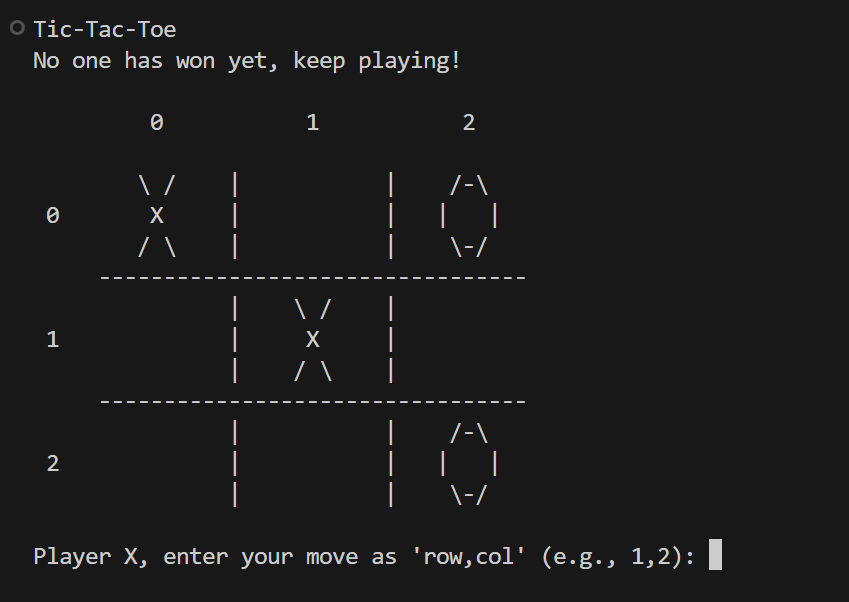 Tic-Tac-Toe
No one has won yet, keep playing!
0 1 2
\ / | | /-\
0 X | | | |
/ \ | | \-/
---------------------------------
| \ / |
1 | X |
| / \ |
---------------------------------
| | /-\
2 | | | |
| | \-/
Player X, enter your move as 'row,col' (e.g., 1,2):